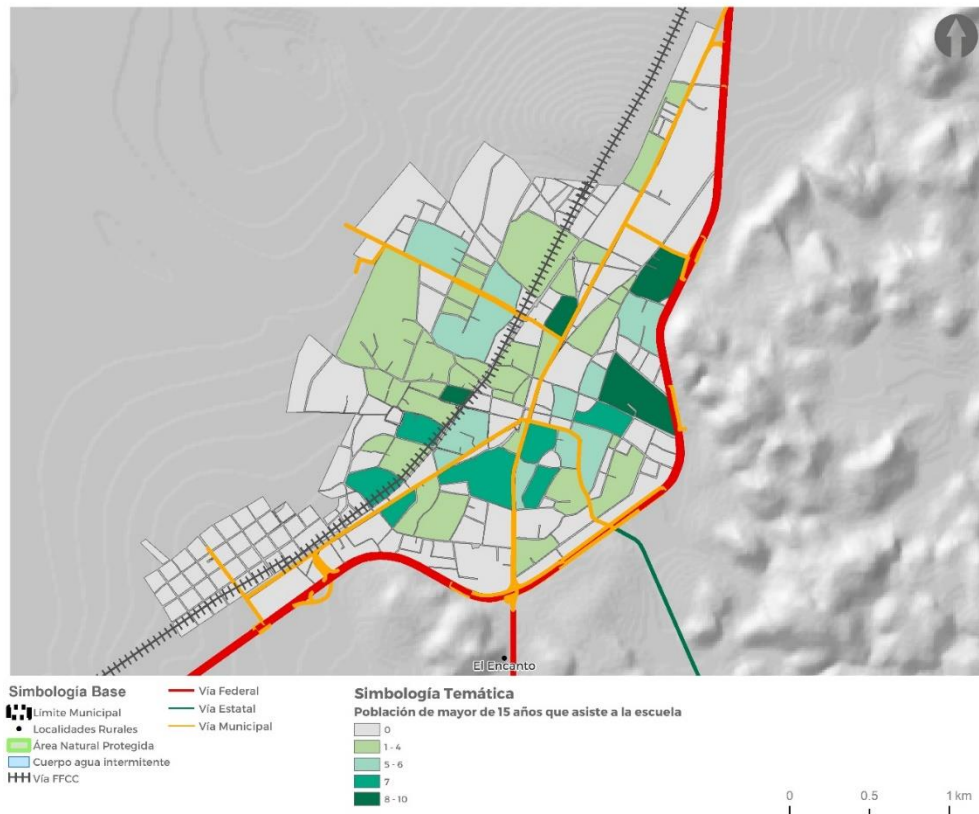 El Encanto
Simbología Base
Límite Municipal
Localidades Rurales
Área Natural Protegida
Cuerpo agua intermitente
Vía FFCC
Vía Federal
Vía Estatal
Vía Municipal
Simbología Temática
Población de mayor de 15 años que asiste a la escuela
0
1 - 4
5 - 6
7
8 - 10
0 0.5 1 km